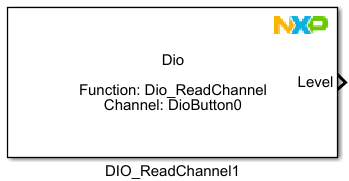 NXP
Dio
Function: Dio_ReadChannel
Level
Channel: DioButton0
DIO_ReadChannel1